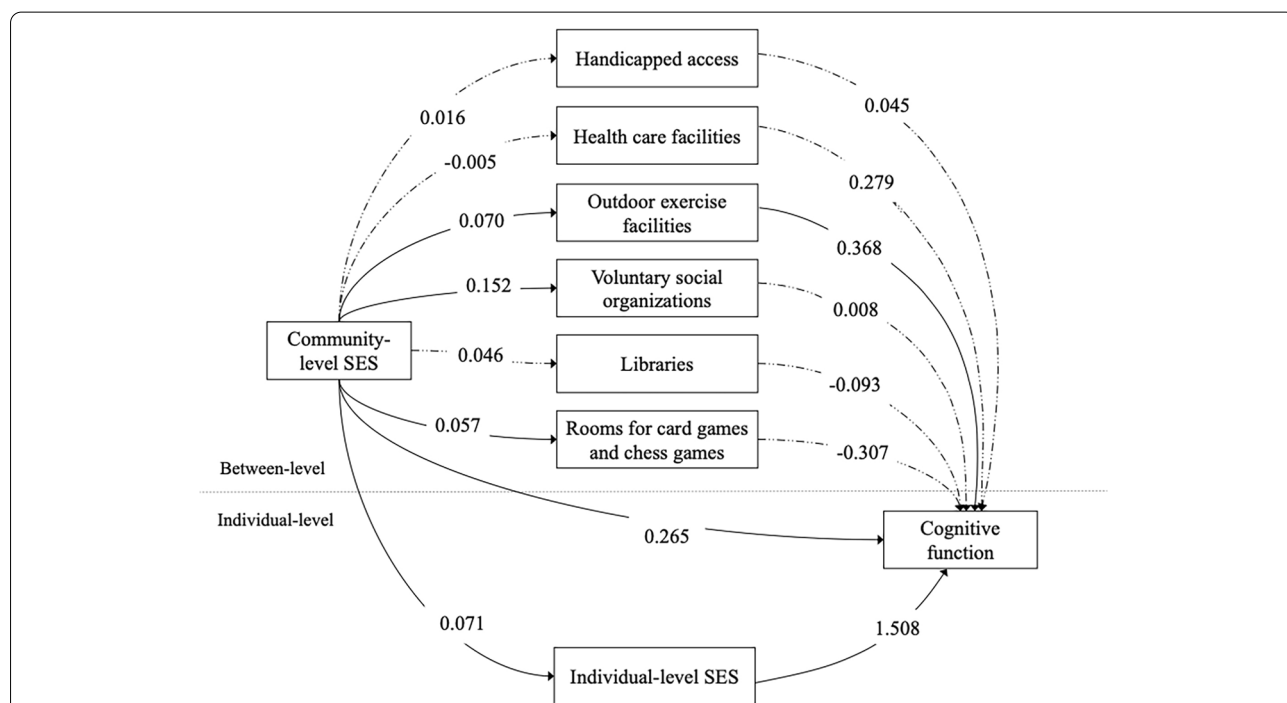 Handicapped access
0.016
0.045
Health care facilities
-0.005
0.279
Outdoor exercise
facilities
0.070
0.368
Voluntary social
organizations
0.152
0.008
Community-
level SES
0.046
Libraries
-0.093
0.057
Rooms for card games
and chess games
-0.307
Between-level
Individual-level
0.265
Cognitive
function
0.071
1.508
Individual-level SES